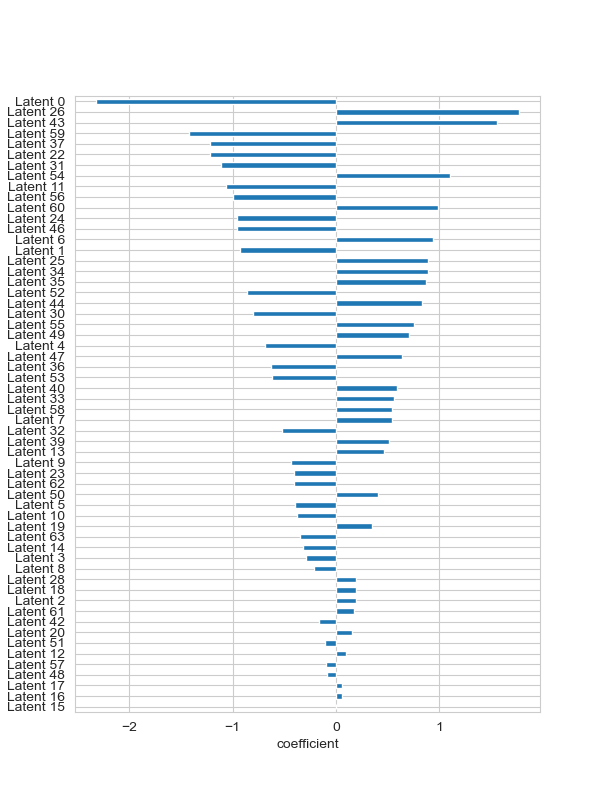 Latent 0
Latent 26
Latent 43
Latent 59
Latent 37
Latent 22
Latent 31
Latent 54
Latent 11
Latent 56
Latent 60
Latent 24
Latent 46
Latent 6
Latent 1
Latent 25
Latent 34
Latent 35
Latent 52
Latent 44
Latent 30
Latent 55
Latent 49
Latent 4
Latent 47
Latent 36
Latent 53
Latent 40
Latent 33
Latent 58
Latent 7
Latent 32
Latent 39
Latent 13
Latent 9
Latent 23
Latent 62
Latent 50
Latent 5
Latent 10
Latent 19
Latent 63
Latent 14
Latent 3
Latent 8
Latent 28
Latent 18
Latent 2
Latent 61
Latent 42
Latent 20
Latent 51
Latent 12
Latent 57
Latent 48
Latent 17
Latent 16
Latent 15
−2 −1 0 1
coefficient